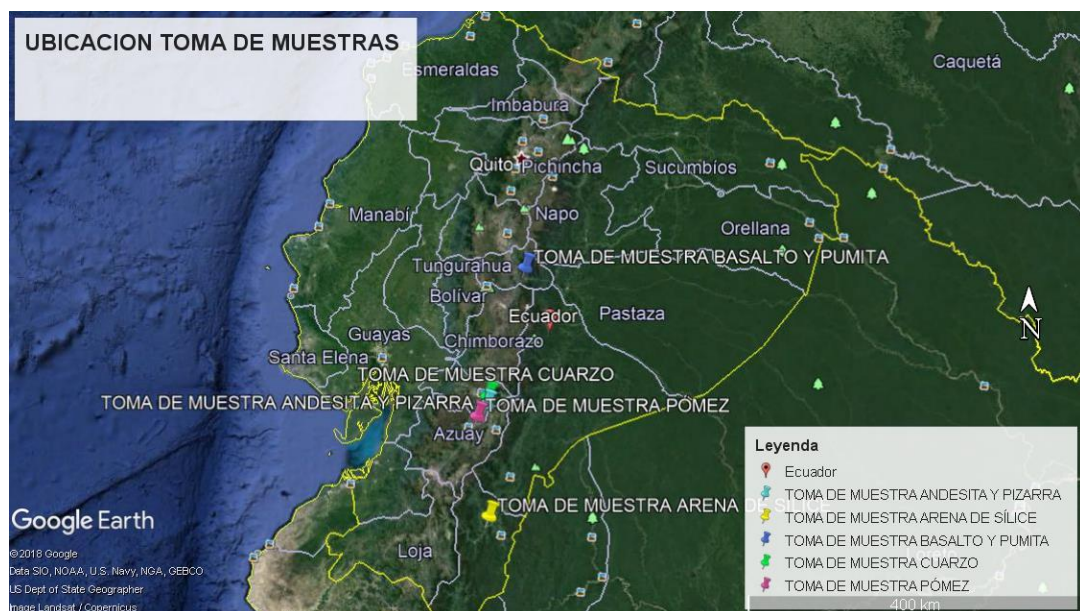 UBICACION TOMA DE MUESTRAS
Caquetá
Esmeraldas
Imbabura
Quito
Pichincha
Sucumbíos
Manabí
Napo
Orellana
TOMA DE MUESTRA BASALTO Y PUMITA
Tungurahua
Bolívar
Ecuador
Pastaza
Guayas
Chimborazo
Santa Elena
TOMA DE MUESTRA CUARZO
TOMA DE MUESTRA ANDESITA Y PIZARRA
TOMA DE MUESTRA PÓMEZ
Azuay
TOMA DE MUESTRA ARENA DE SÍLICE
Loja
N
Leyenda
Ecuador
TOMA DE MUESTRA ANDESITA Y PIZARRA
TOMA DE MUESTRA ARENA DE SÍLICE
TOMA DE MUESTRA BASALTO Y PUMITA
TOMA DE MUESTRA CUARZO
TOMA DE MUESTRA PÓMEZ
Loreto
400 km
Google Earth
©2018 Google
Data SIO, NOAA, U.S. Navy, NGA, GEBCO
US Dept of State Geographer
Image Landsat / Copernicus